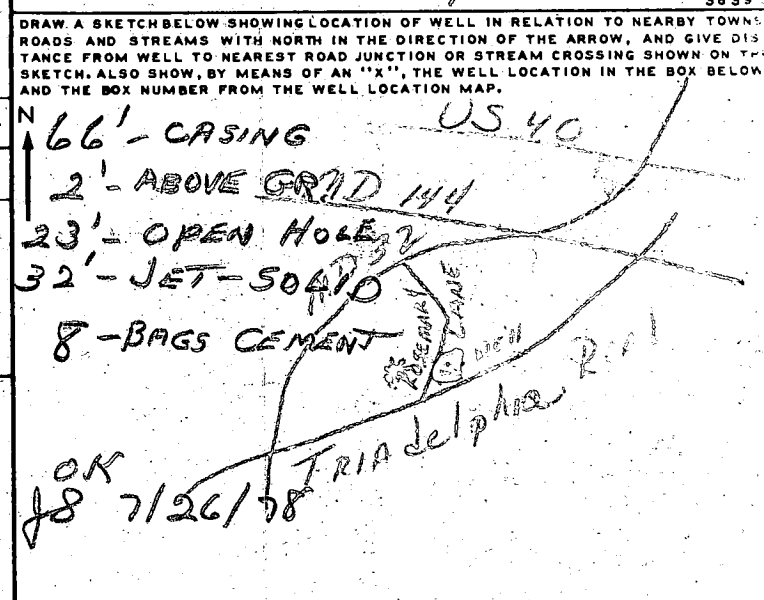 DRAW A SKETCH BELOW SHOWING LOCATION OF WELL IN RELATION TO NEARBY TOWNS
ROADS AND STREAMS WITH NORTH IN THE DIRECTION OF THE ARROW, AND GIVE DIS
TANCE FROM WELL TO NEAREST ROAD JUNCTION OR STREAM CROSSING SHOWN ON
SKETCH. ALSO SHOW, BY MEANS OF AN "X", THE WELL LOCATION IN THE BOX BELOW
AND THE BOX NUMBER FROM THE WELL LOCATION MAP.
N
US 40
66' - CASING
2' - ABOVE GRND
144
23' - OPEN HOLE
32
32' - JET-SOLID
8 - BAGS CEMENT
ROSEMARY
LANE
Well
TRIAdelphia Road
OK
7/26/78